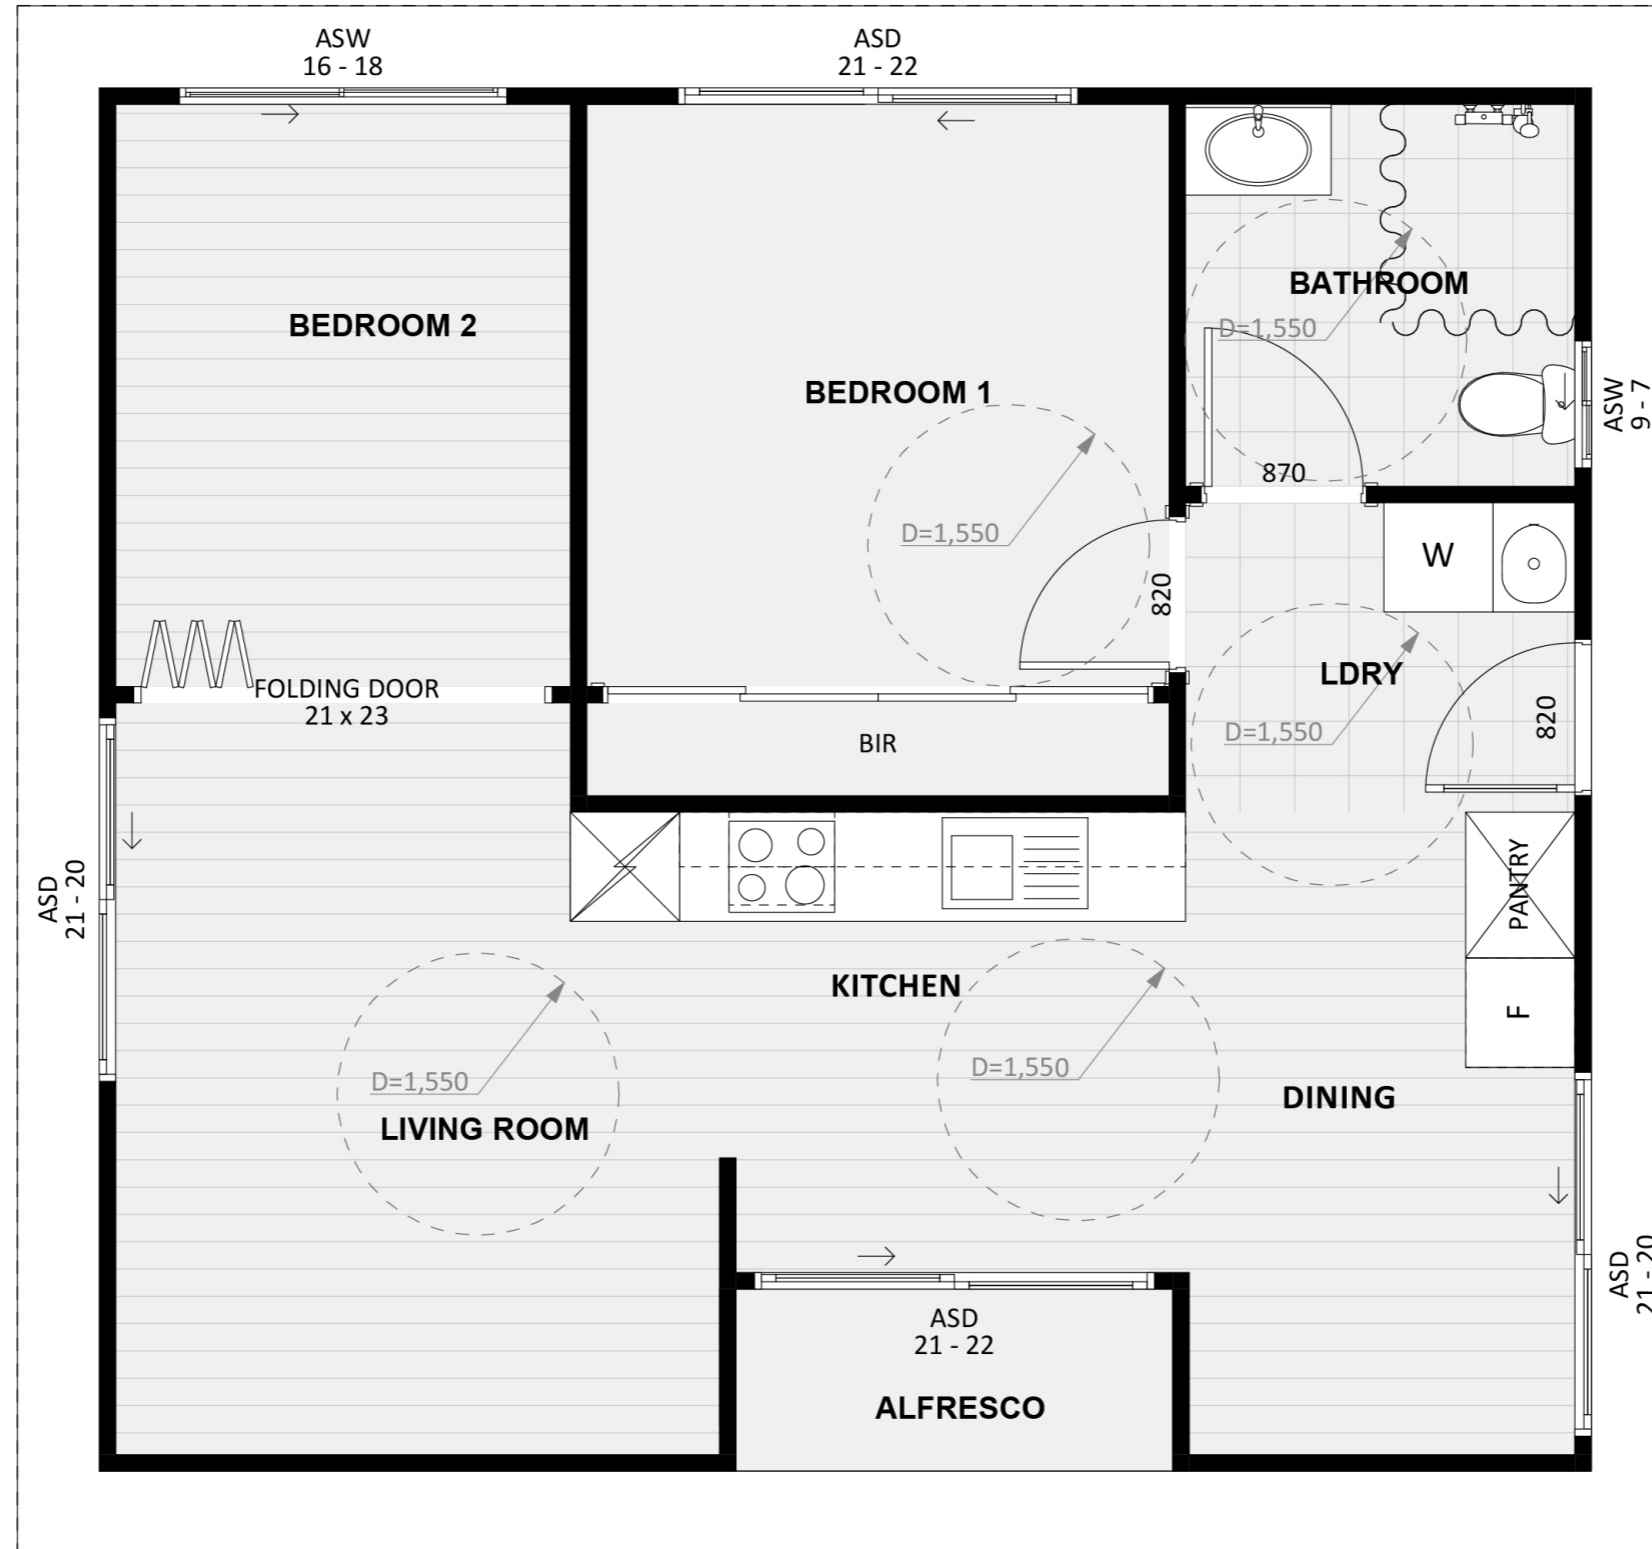 ASW
16 - 18
ASD
21 - 22
BATHROOM
D=1,550
BEDROOM 2
BEDROOM 1
ASW
9 - 7
870
D=1,550
W
820
LDRY
FOLDING DOOR
21 x 23
D=1,550
820
BIR
ASD
21 - 20
PANTRY
KITCHEN
F
D=1,550
D=1,550
DINING
LIVING ROOM
ASD
21 - 20
ASD
21 - 22
ALFRESCO